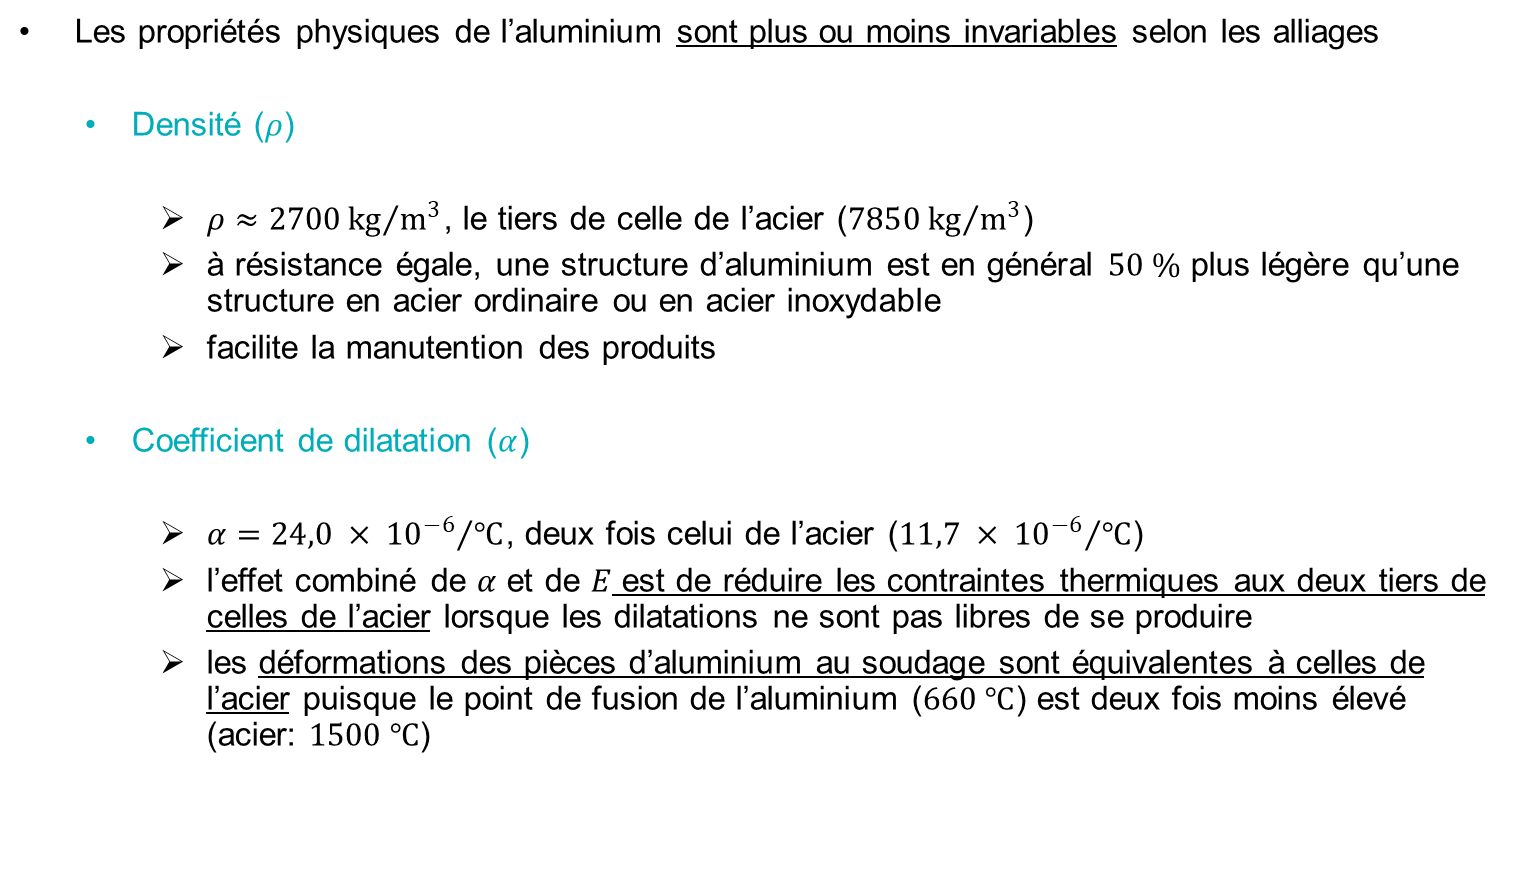 • Les propriétés physiques de l’aluminium sont plus ou moins invariables selon les alliages
• Densité (𝜌)
➢ 𝜌 ≈ 2700 kg/m³, le tiers de celle de l’acier (7850 kg/m³)
➢ à résistance égale, une structure d’aluminium est en général 50 % plus légère qu’une
structure en acier ordinaire ou en acier inoxydable
➢ facilite la manutention des produits
• Coefficient de dilatation (𝛼)
➢ 𝛼 = 24,0 × 10⁻⁶/°C, deux fois celui de l’acier (11,7 × 10⁻⁶/°C)
➢ l’effet combiné de 𝛼 et de 𝐸 est de réduire les contraintes thermiques aux deux tiers de
celles de l’acier lorsque les dilatations ne sont pas libres de se produire
➢ les déformations des pièces d’aluminium au soudage sont équivalentes à celles de
l’acier puisque le point de fusion de l’aluminium (660 °C) est deux fois moins élevé
(acier: 1500 °C)